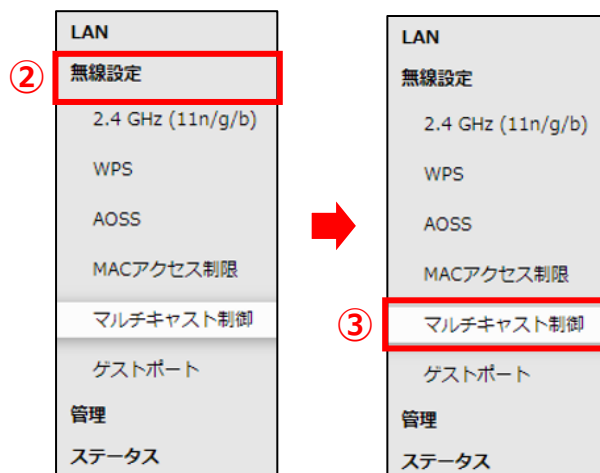 LAN
② 無線設定
2.4 GHz (11n/g/b)
WPS
AOSS
MACアクセス制限
マルチキャスト制御
ゲストポート
管理
ステータス
LAN
無線設定
2.4 GHz (11n/g/b)
WPS
AOSS
MACアクセス制限
③ マルチキャスト制御
ゲストポート
管理
ステータス